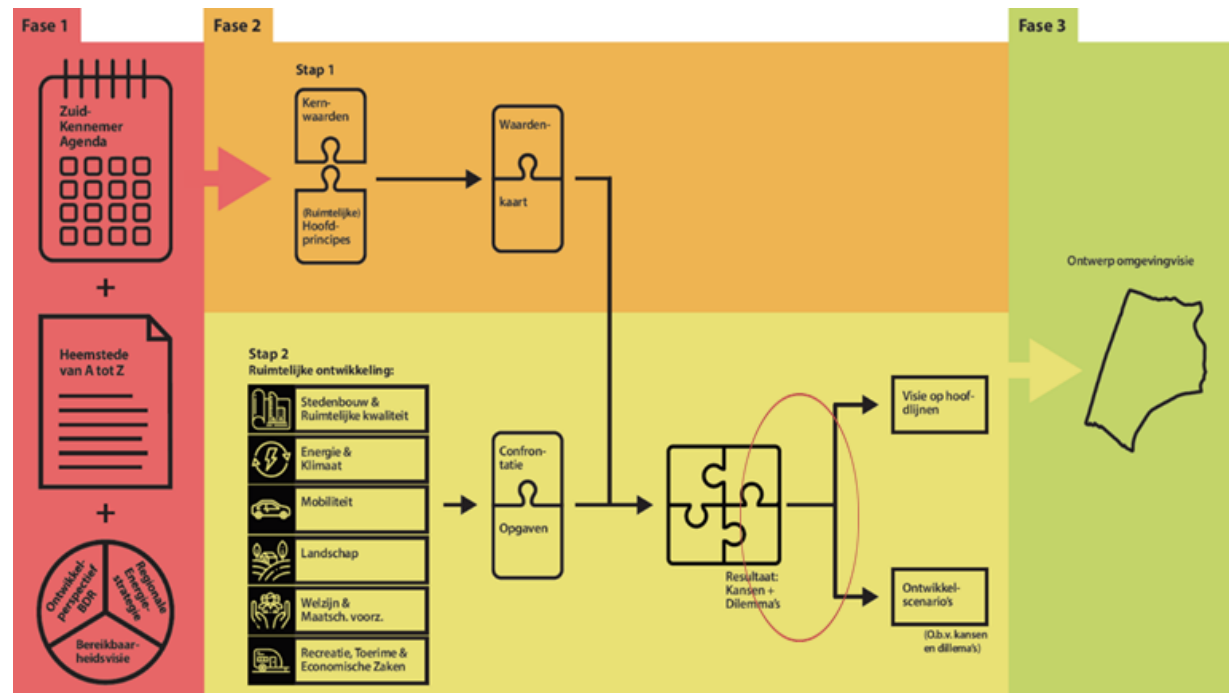 Fase 1
Zuid-
Kennemer
Agenda
+
Heemstede
van A tot Z
+
Ontwikkel-
perspectief
BDR
Regionale
Energie-
strategie
Bereikbaar-
heidsvisie
Fase 2
Stap 1
Kern-
waarden
(Ruimtelijke)
Hoofd-
principes
Waarden-
kaart
Stap 2
Ruimtelijke ontwikkeling:
Stedenbouw &
Ruimtelijke kwaliteit
Energie &
Klimaat
Mobiliteit
Landschap
Welzijn &
Maatsch. voorz.
Recreatie, Toerime &
Economische Zaken
Confron-
tatie
Opgaven
Resultaat:
Kansen +
Dilemma's
Visie op hoof-
dlijnen
Ontwikkel-
scenario's
(O.b.v. kansen
en dillema's)
Fase 3
Ontwerp omgevingvisie